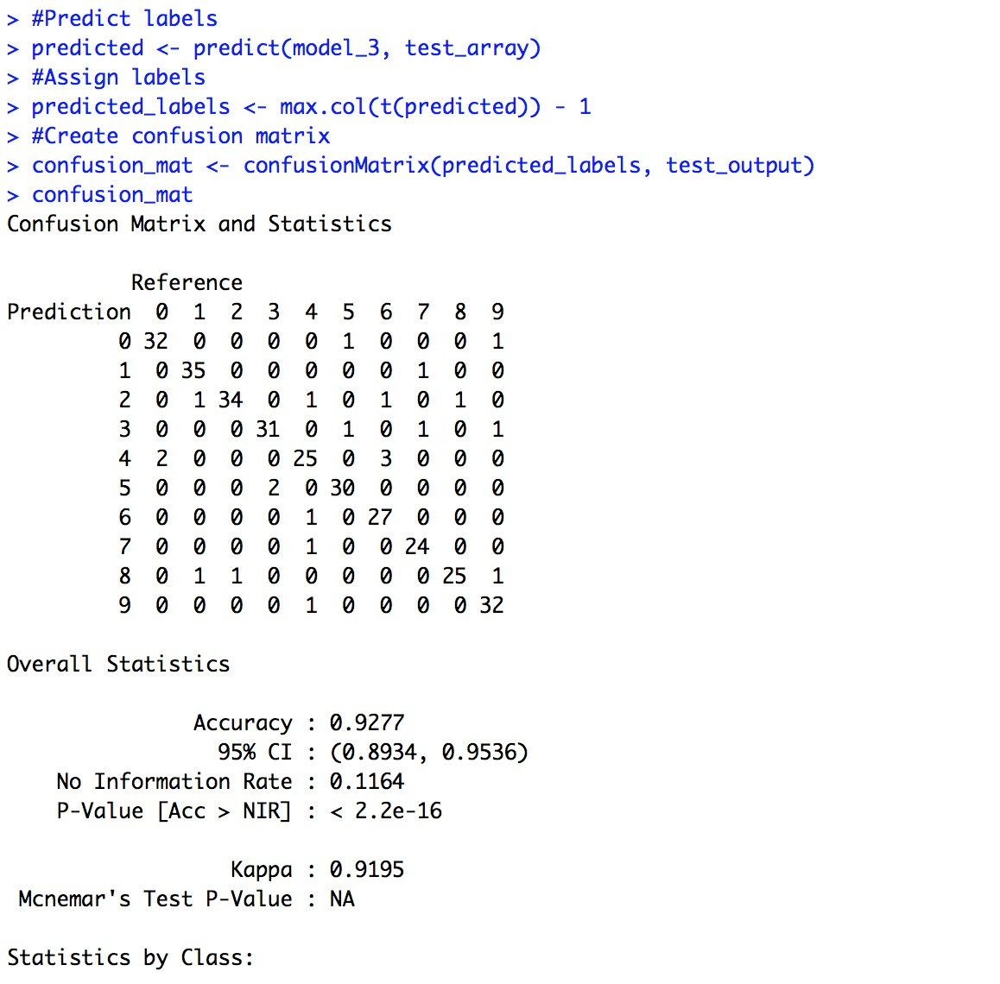 > #Predict labels
> predicted <- predict(model_3, test_array)
> #Assign labels
> predicted_labels <- max.col(t(predicted)) - 1
> #Create confusion matrix
> confusion_mat <- confusionMatrix(predicted_labels, test_output)
> confusion_mat
Confusion Matrix and Statistics
Reference
Prediction 0 1 2 3 4 5 6 7 8 9
0 32 0 0 0 0 1 0 0 0 1
1 0 35 0 0 0 0 0 1 0 0
2 0 1 34 0 1 0 1 0 1 0
3 0 0 0 31 0 1 0 1 0 1
4 2 0 0 0 25 0 3 0 0 0
5 0 0 0 2 0 30 0 0 0 0
6 0 0 0 0 1 0 27 0 0 0
7 0 0 0 0 1 0 0 24 0 0
8 0 1 1 0 0 0 0 0 25 1
9 0 0 0 0 1 0 0 0 0 32
Overall Statistics
Accuracy : 0.9277
95% CI : (0.8934, 0.9536)
No Information Rate : 0.1164
P-Value [Acc > NIR] : < 2.2e-16
Kappa : 0.9195
Mcnemar's Test P-Value : NA
Statistics by Class: